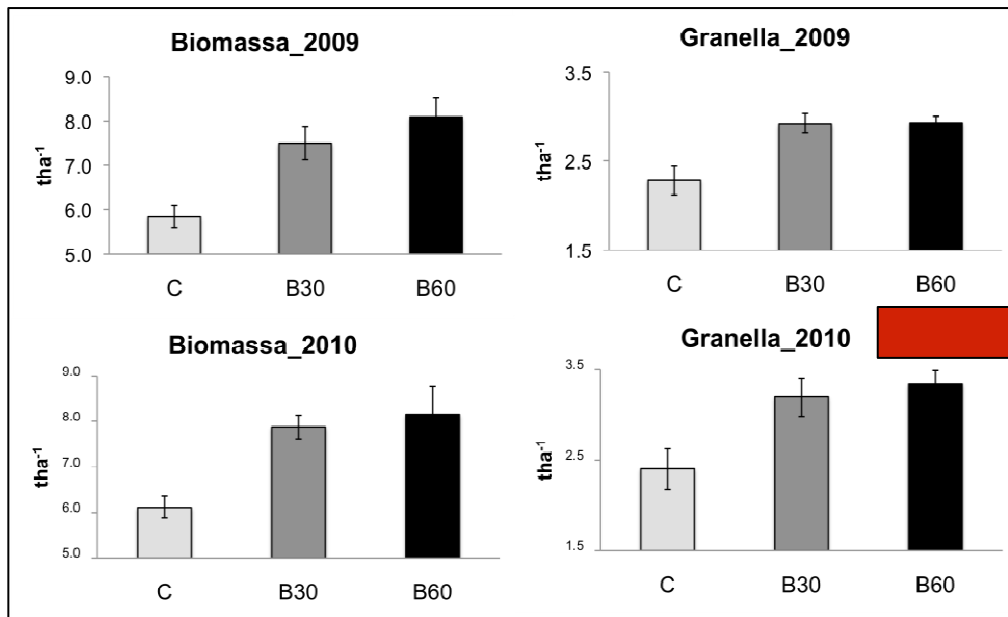 Biomassa_2009
9.0
8.0
7.0
6.0
5.0
tha-1
C B30 B60
Granella_2009
3.5
2.5
1.5
tha-1
C B30 B60
Biomassa_2010
9.0
8.0
7.0
6.0
5.0
tha-1
C B30 B60
Granella_2010
3.5
2.5
1.5
tha-1
C B30 B60